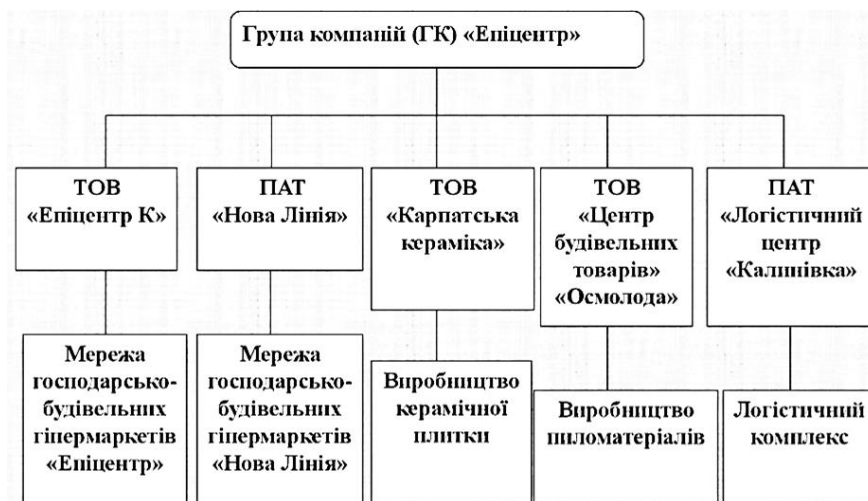 Група компаній (ГК) «Епіцентр»
ТОВ
«Епіцентр К»
ПАТ
«Нова Лінія»
ТОВ
«Карпатська
кераміка»
ТОВ
«Центр
будівельних
товарів»
«Осмолода»
ПАТ
«Логістичний
центр
«Калинівка»
Мережа
господарсько-
будівельних
гіпермаркетів
«Епіцентр»
Мережа
господарсько-
будівельних
гіпермаркетів
«Нова Лінія»
Виробництво
керамічної
плитки
Виробництво
пиломатеріалів
Логістичний
комплекс